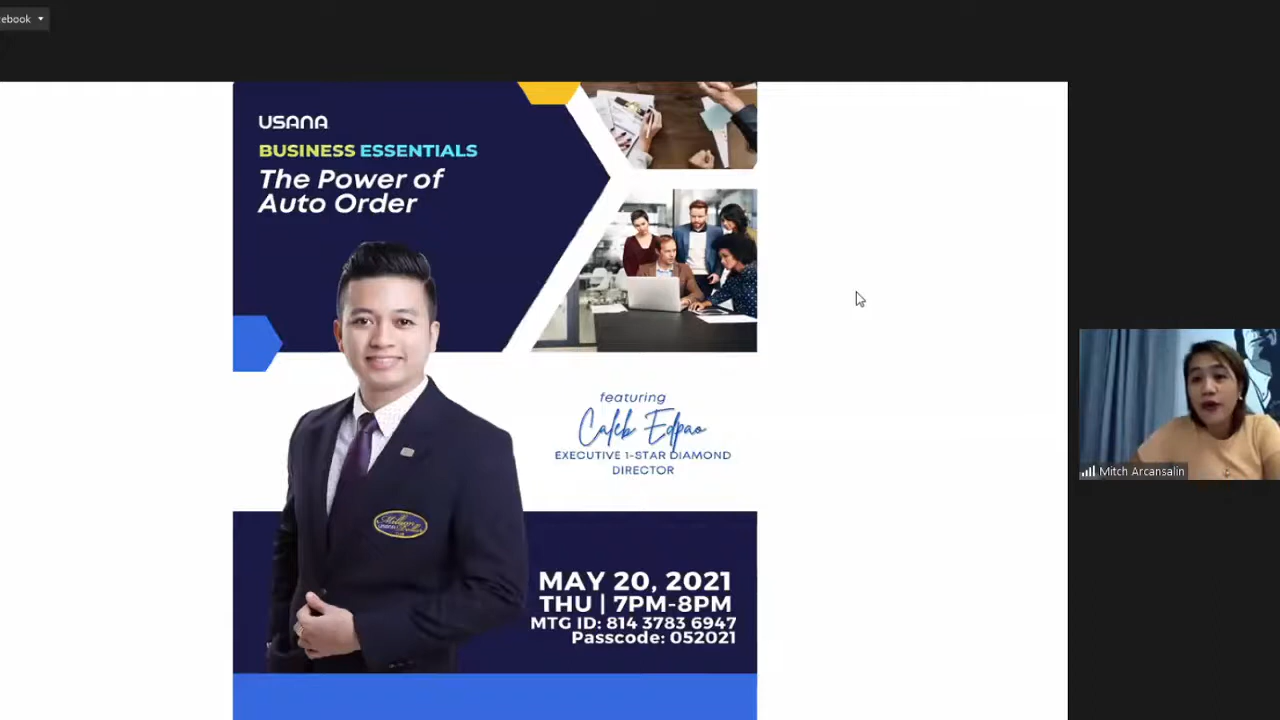 ebook
USANA
BUSINESS ESSENTIALS
The Power of
Auto Order
featuring
Caleb Edpao
EXECUTIVE 1-STAR DIAMOND
DIRECTOR
MAY 20, 2021
THU | 7PM-8PM
MTG ID: 814 3783 6947
Passcode: 052021
Mitch Arcansalin